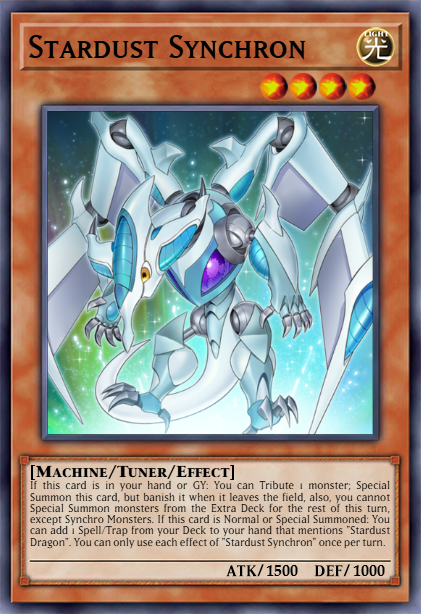 STARDUST SYNCHRON
LIGHT
光
[MACHINE/TUNER/EFFECT]
If this card is in your hand or GY: You can Tribute 1 monster; Special
Summon this card, but banish it when it leaves the field, also, you cannot
Special Summon monsters from the Extra Deck for the rest of this turn,
except Synchro Monsters. If this card is Normal or Special Summoned: You
can add 1 Spell/Trap from your Deck to your hand that mentions "Stardust
Dragon". You can only use each effect of "Stardust Synchron" once per turn.
ATK/1500 DEF/1000